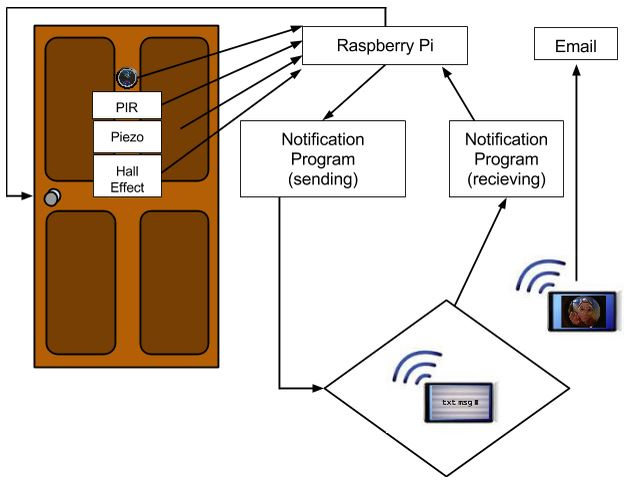 Raspberry Pi
Email
PIR
Piezo
Hall
Effect
Notification
Program
(sending)
Notification
Program
(recieving)
txt msg #